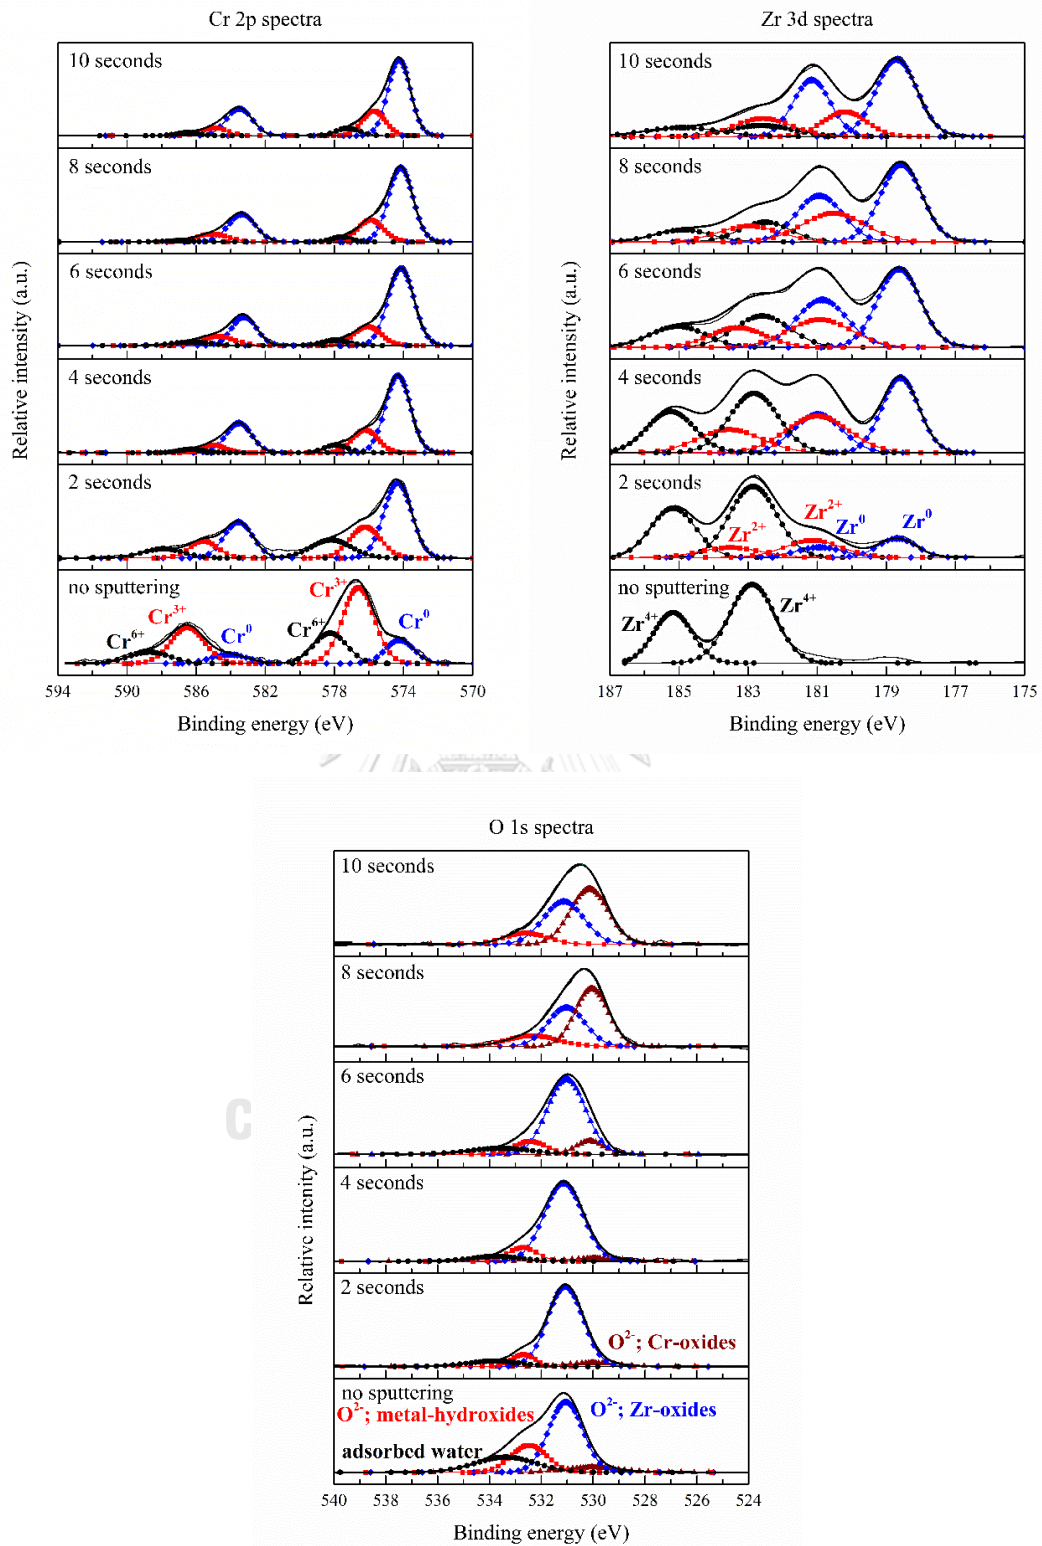 Cr 2p spectra
10 seconds
8 seconds
6 seconds
4 seconds
2 seconds
no sputtering
Cr3+
Cr6+
Cr0
Cr3+
Cr6+
Cr0
594 590 586 582 578 574 570
Binding energy (eV)
Relative intensity (a.u.)
Zr 3d spectra
10 seconds
8 seconds
6 seconds
4 seconds
2 seconds
Zr2+
Zr2+
Zr0
Zr0
no sputtering
Zr4+
Zr4+
187 185 183 181 179 177 175
Binding energy (eV)
Relative intensity (a.u.)
O 1s spectra
10 seconds
8 seconds
6 seconds
4 seconds
2 seconds
O2-; Cr-oxides
no sputtering
O2-; metal-hydroxides
O2-; Zr-oxides
adsorbed water
540 538 536 534 532 530 528 526 524
Binding energy (eV)
Relative intenity (a.u.)
C